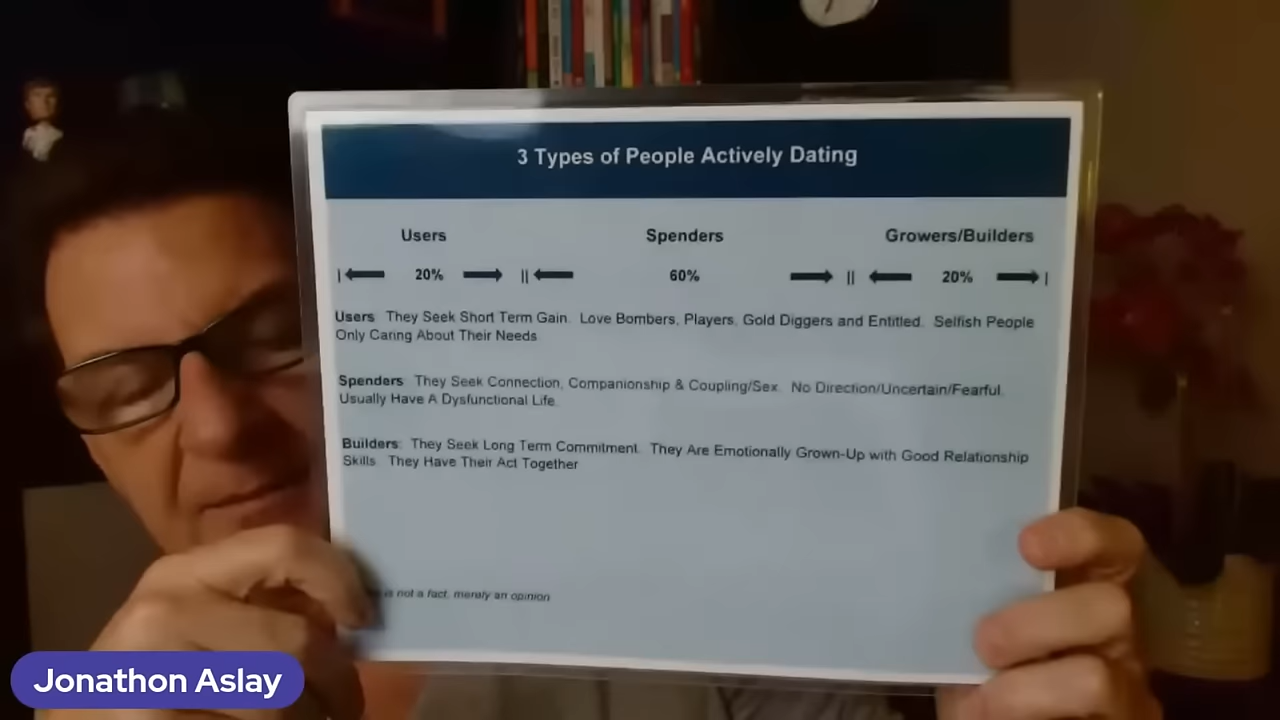 3 Types of People Actively Dating
Users Spenders Growers/Builders
20% 60% 20%
Users They Seek Short Term Gain. Love Bombers, Players, Gold Diggers and Entitled. Selfish People
Only Caring About Their Needs
Spenders They Seek Connection, Companionship & Coupling/Sex. No Direction/Uncertain/Fearful.
Usually Have A Dysfunctional Life.
Builders: They Seek Long Term Commitment. They Are Emotionally Grown-Up with Good Relationship
Skills. They Have Their Act Together
is not a fact, merely an opinion
Jonathon Aslay